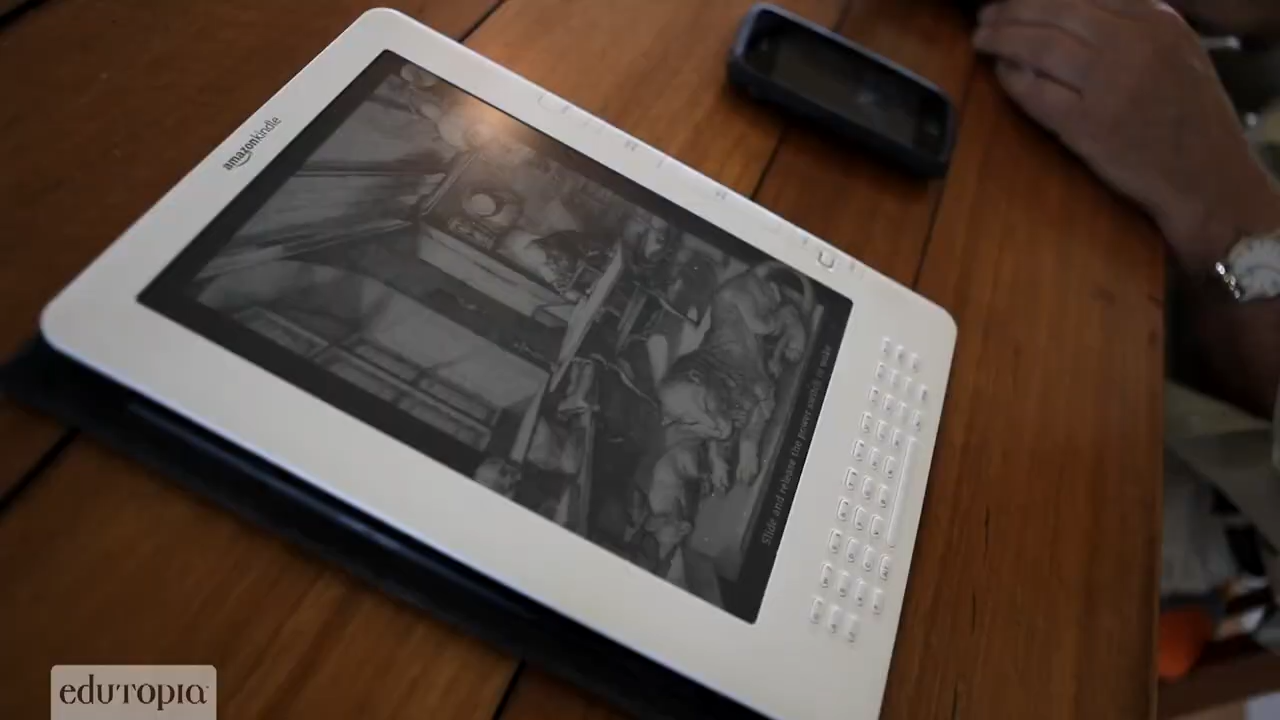 amazonkindle
Slide and release the power switch to wake
eduTopia